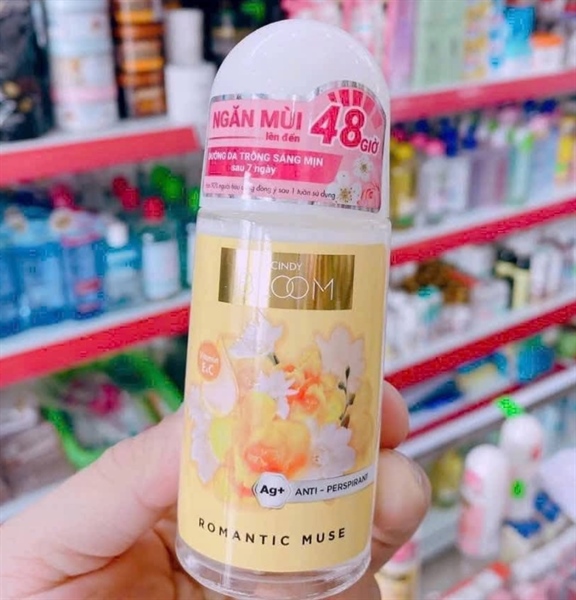 NGĂN MÙI
lên đến
48 GIỜ
DƯỠNG DA TRÔNG SÁNG MỊN
sau 7 ngày
CINDY
BLOOM
Vitamin
E&C
Ag+ ANTI - PERSPIRANT
ROMANTIC MUSE